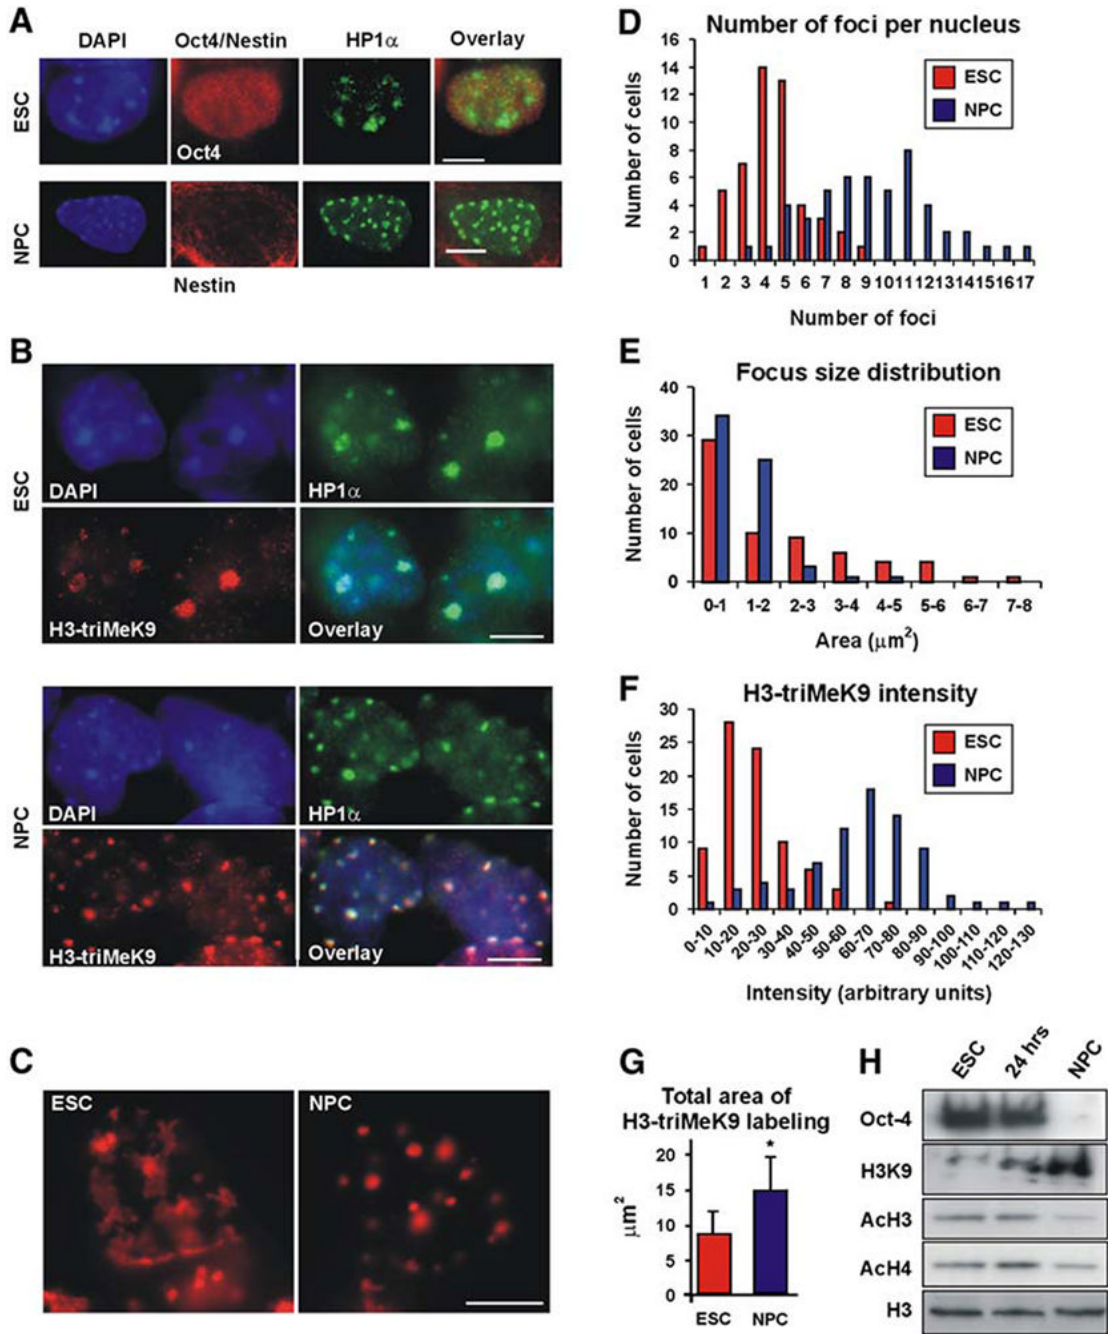 A
DAPI Oct4/Nestin HP1α Overlay
ESC
Oct4
NPC
Nestin
B
ESC
DAPI HP1α
H3-triMeK9 Overlay
NPC
DAPI HP1α
H3-triMeK9 Overlay
C
ESC NPC
D Number of foci per nucleus
Number of cells
16
14
12
10
8
6
4
2
0
ESC
NPC
1 2 3 4 5 6 7 8 9 10 11 12 13 14 15 16 17
Number of foci
E
Focus size distribution
Number of cells
40
30
20
10
0
ESC
NPC
0-1 1-2 2-3 3-4 4-5 5-6 6-7 7-8
Area (μm²)
F
H3-triMeK9 intensity
Number of cells
30
25
20
15
10
5
0
ESC
NPC
0-10 10-20 20-30 30-40 40-50 50-60 60-70 70-80 80-90 90-100 100-110 110-120 120-130
Intensity (arbitrary units)
G
Total area of
H3-triMeK9 labeling
μm²
20
15
10
5
0
*
ESC NPC
H
ESC 24 hrs NPC
Oct-4
H3K9
AcH3
AcH4
H3